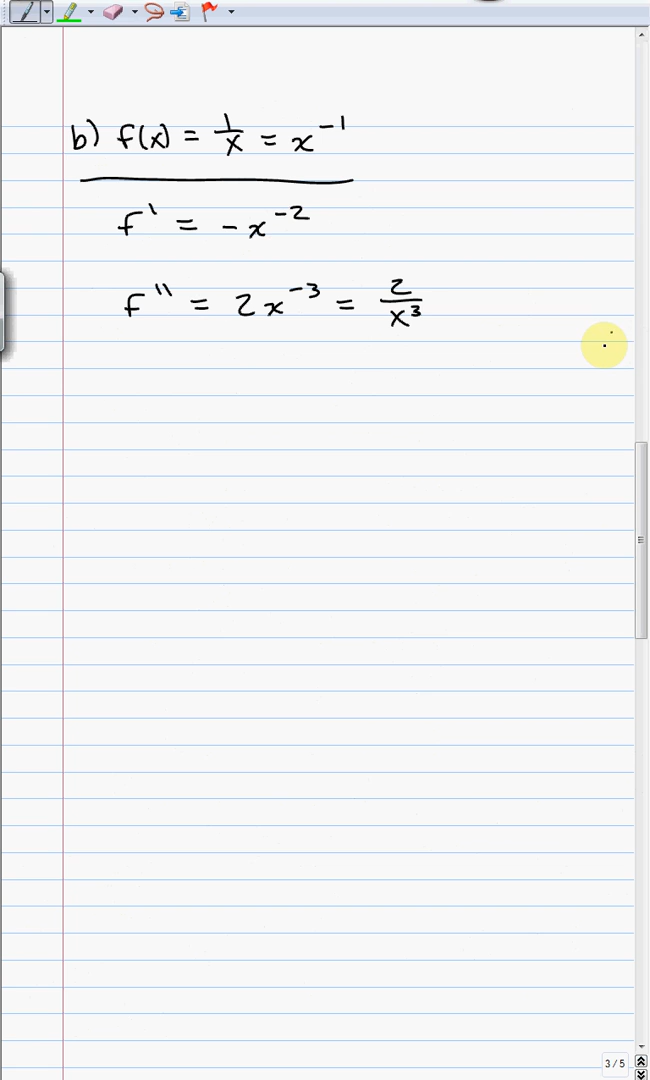 b) f(x) = 1/x = x^-1
f' = -x^-2
f'' = 2x^-3 = 2/x^3
3 / 5